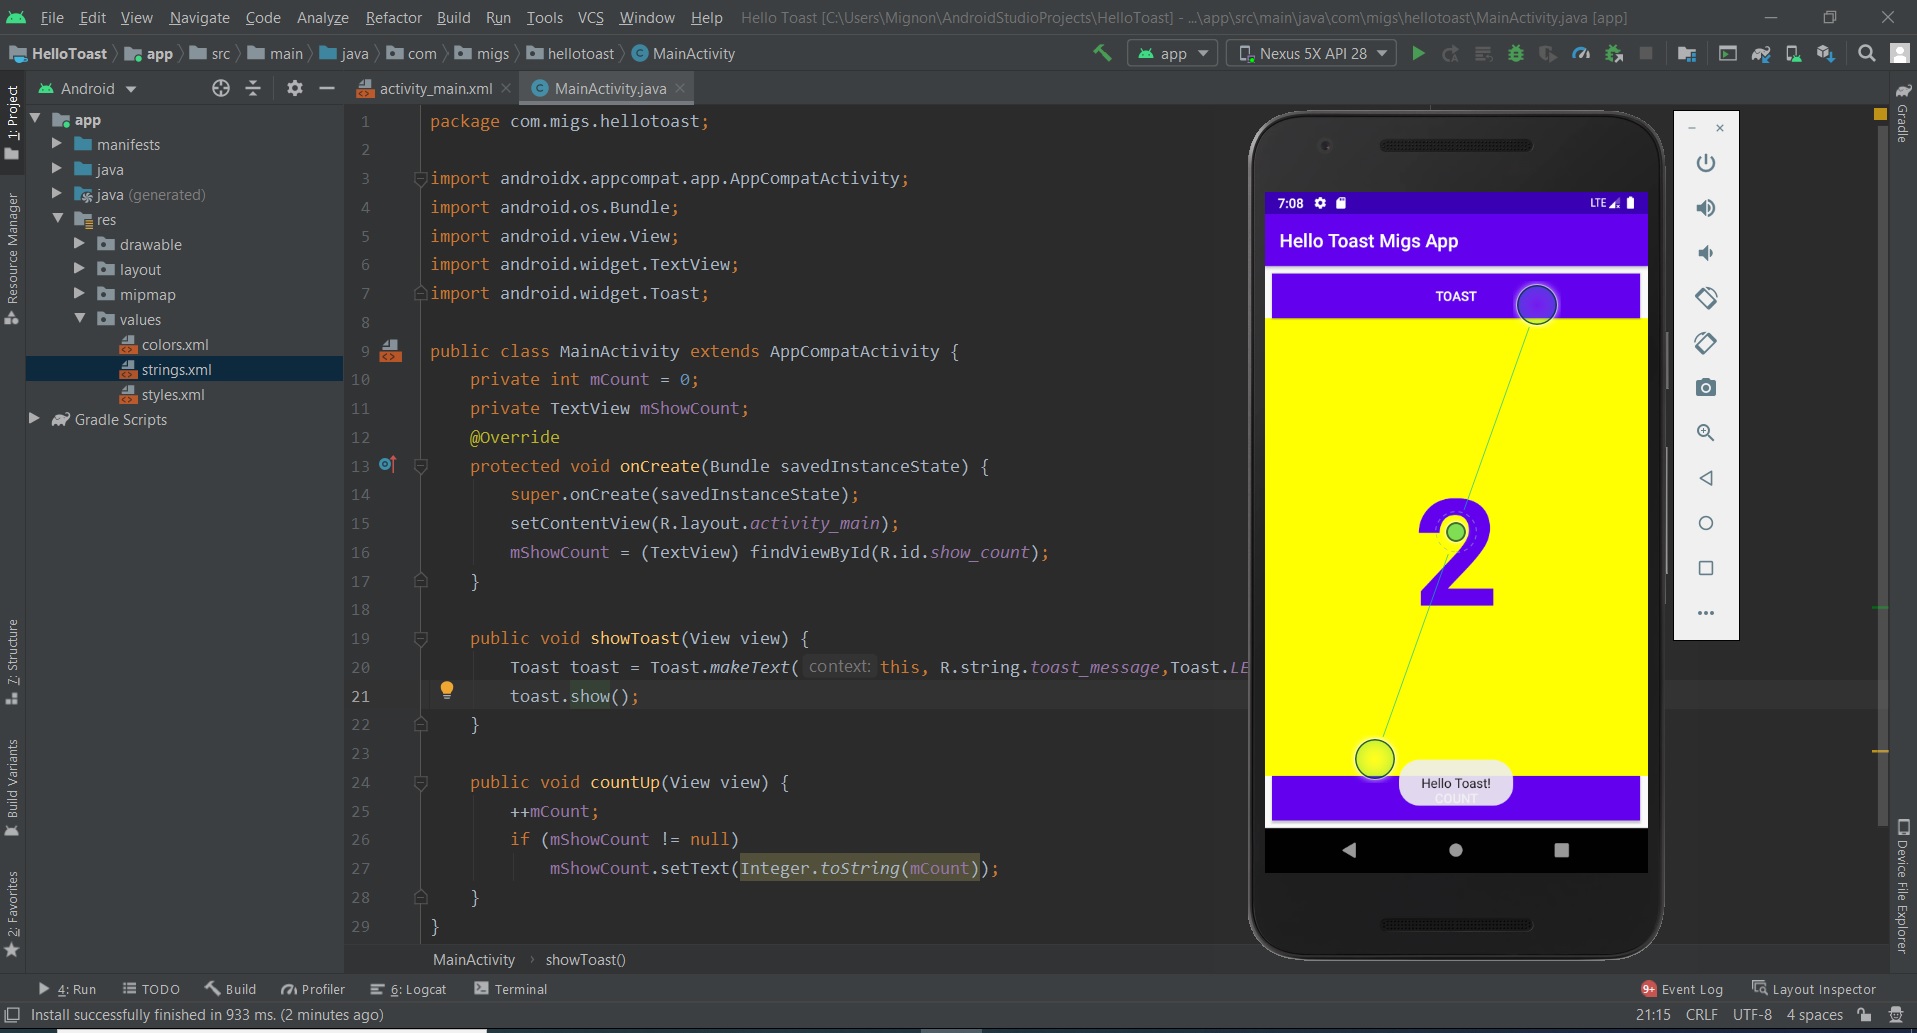 File Edit View Navigate Code Analyze Refactor Build Run Tools VCS Window Help Hello Toast [C:\Users\Mignon\AndroidStudioProjects\HelloToast] - ...\app\src\main\java\com\migs\hellotoast\MainActivity.java [app]
HelloToast app src main java com migs hellotoast MainActivity app Nexus 5X API 28
Android activity_main.xml MainActivity.java
1: Project
Resource Manager
7: Structure
Build Variants
2: Favorites
app
manifests
java
java (generated)
res
drawable
layout
mipmap
values
colors.xml
strings.xml
styles.xml
Gradle Scripts
1 package com.migs.hellotoast;
2
3 import androidx.appcompat.app.AppCompatActivity;
4 import android.os.Bundle;
5 import android.view.View;
6 import android.widget.TextView;
7 import android.widget.Toast;
8
9 public class MainActivity extends AppCompatActivity {
10 private int mCount = 0;
11 private TextView mShowCount;
12 @Override
13 protected void onCreate(Bundle savedInstanceState) {
14 super.onCreate(savedInstanceState);
15 setContentView(R.layout.activity_main);
16 mShowCount = (TextView) findViewById(R.id.show_count);
17 }
18
19 public void showToast(View view) {
20 Toast toast = Toast.makeText( context: this, R.string.toast_message,Toast.LE
21 toast.show();
22 }
23
24 public void countUp(View view) {
25 ++mCount;
26 if (mShowCount != null)
27 mShowCount.setText(Integer.toString(mCount));
28 }
29 }
MainActivity showToast()
7:08 LTE
Hello Toast Migs App
TOAST
2
Hello Toast!
COUNT
Gradle
Device File Explorer
4: Run TODO Build Profiler 6: Logcat Terminal 9+ Event Log Layout Inspector
Install successfully finished in 933 ms. (2 minutes ago) 21:15 CRLF UTF-8 4 spaces